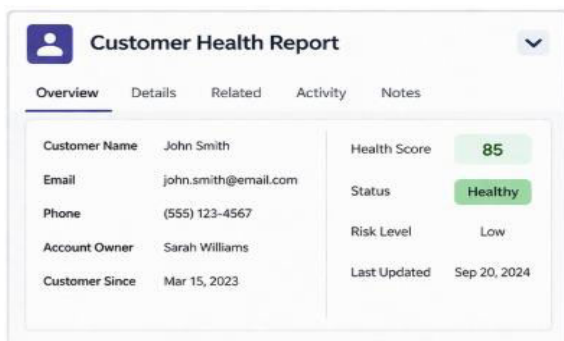 Customer Health Report
Overview Details Related Activity Notes
Customer Name John Smith
Email john.smith@email.com
Phone (555) 123-4567
Account Owner Sarah Williams
Customer Since Mar 15, 2023
Health Score 85
Status Healthy
Risk Level Low
Last Updated Sep 20, 2024